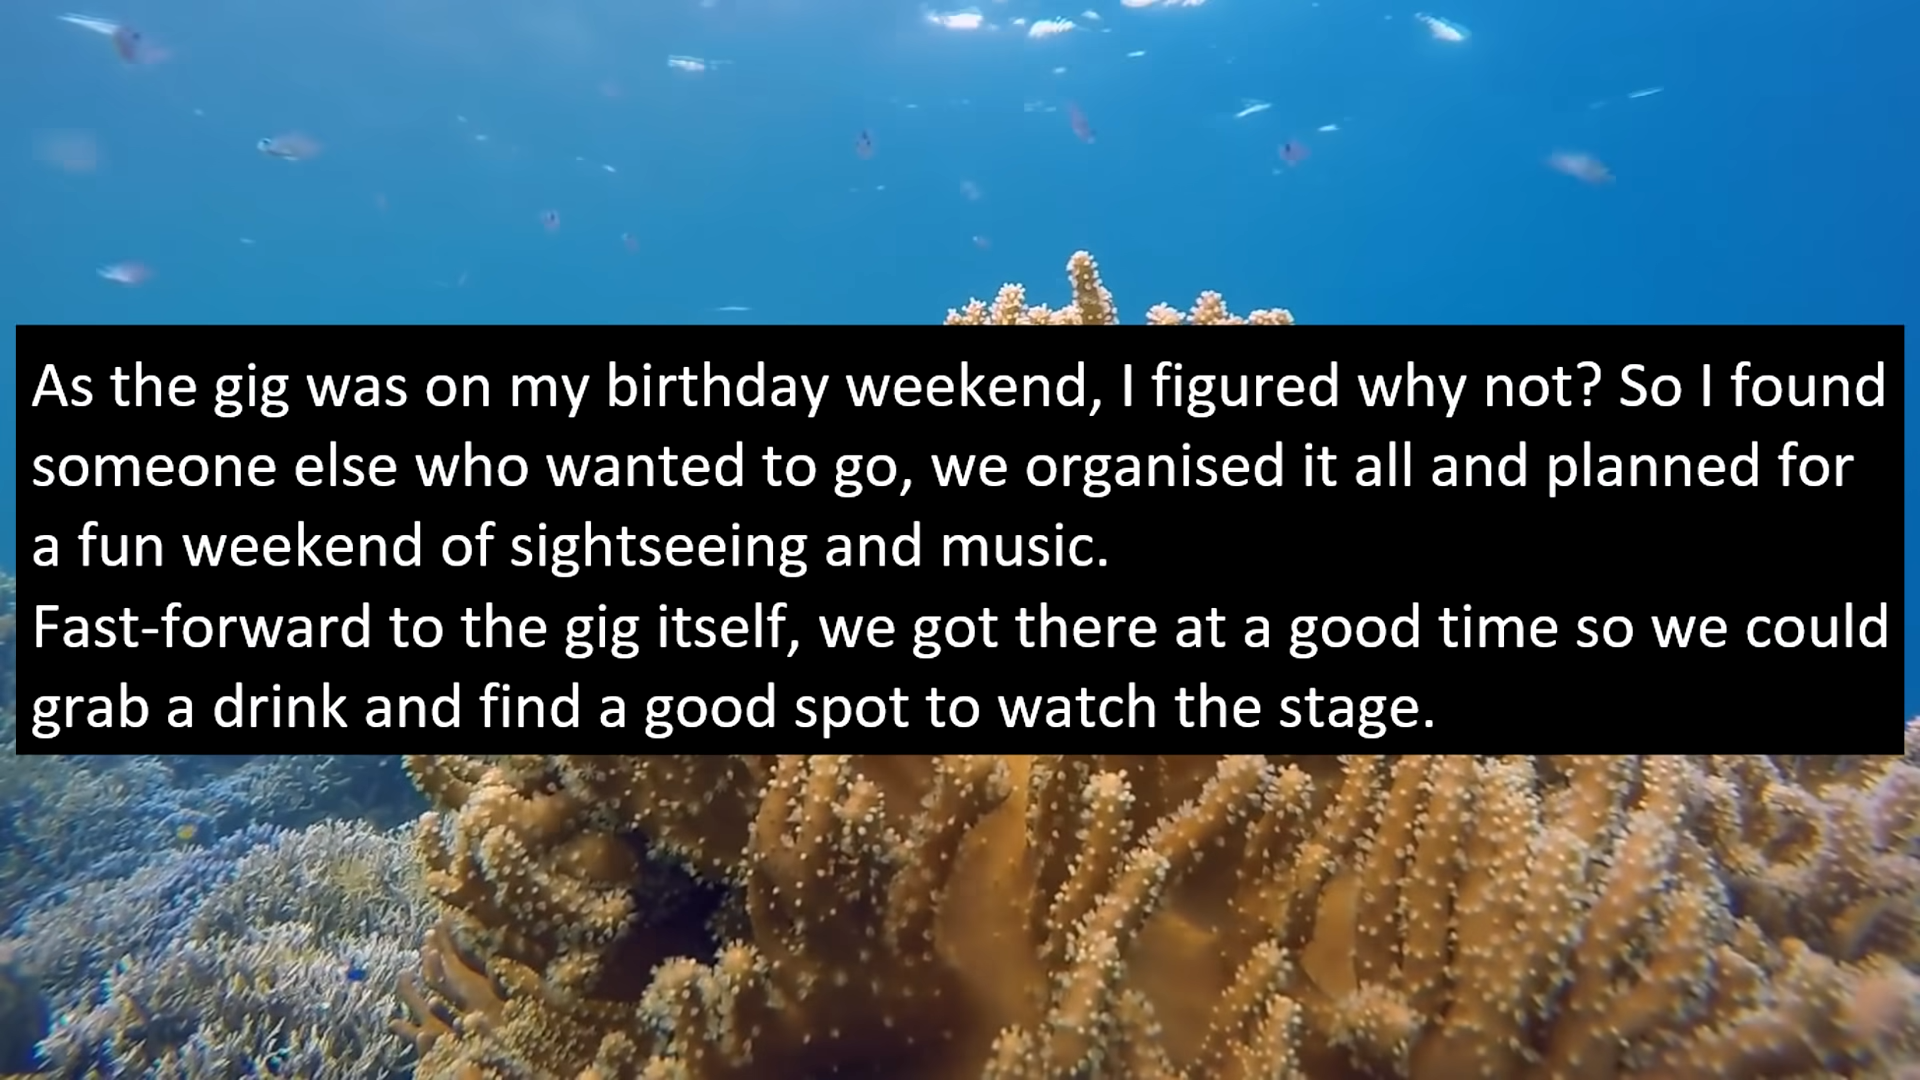 As the gig was on my birthday weekend, I figured why not? So I found
someone else who wanted to go, we organised it all and planned for
a fun weekend of sightseeing and music.
Fast-forward to the gig itself, we got there at a good time so we could
grab a drink and find a good spot to watch the stage.